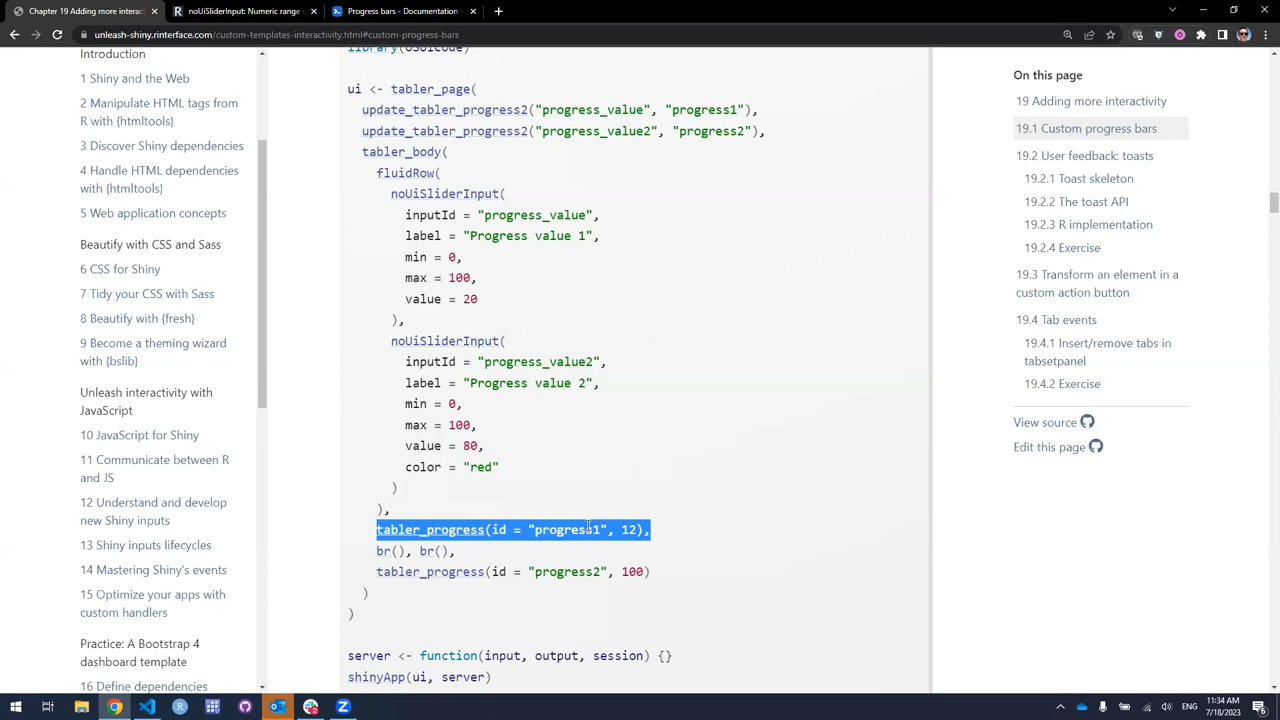 Chapter 19 Adding more interact
noUiSliderInput: Numeric range s
Progress bars - Documentation
unleash-shiny.rinterface.com/custom-templates-interactivity.html#custom-progress-bars
Introduction
1 Shiny and the Web
2 Manipulate HTML tags from
R with {htmltools}
3 Discover Shiny dependencies
4 Handle HTML dependencies
with {htmltools}
5 Web application concepts
Beautify with CSS and Sass
6 CSS for Shiny
7 Tidy your CSS with Sass
8 Beautify with {fresh}
9 Become a theming wizard
with {bslib}
Unleash interactivity with
JavaScript
10 JavaScript for Shiny
11 Communicate between R
and JS
12 Understand and develop
new Shiny inputs
13 Shiny inputs lifecycles
14 Mastering Shiny's events
15 Optimize your apps with
custom handlers
Practice: A Bootstrap 4
dashboard template
16 Define dependencies
library(OSUICode)
ui <- tabler_page(
update_tabler_progress2("progress_value", "progress1"),
update_tabler_progress2("progress_value2", "progress2"),
tabler_body(
fluidRow(
noUiSliderInput(
inputId = "progress_value",
label = "Progress value 1",
min = 0,
max = 100,
value = 20
),
noUiSliderInput(
inputId = "progress_value2",
label = "Progress value 2",
min = 0,
max = 100,
value = 80,
color = "red"
)
),
tabler_progress(id = "progress1", 12),
br(), br(),
tabler_progress(id = "progress2", 100)
)
)
server <- function(input, output, session) {}
shinyApp(ui, server)
On this page
19 Adding more interactivity
19.1 Custom progress bars
19.2 User feedback: toasts
19.2.1 Toast skeleton
19.2.2 The toast API
19.2.3 R implementation
19.2.4 Exercise
19.3 Transform an element in a
custom action button
19.4 Tab events
19.4.1 Insert/remove tabs in
tabsetpanel
19.4.2 Exercise
View source
Edit this page
ENG
11:34 AM
7/18/2023